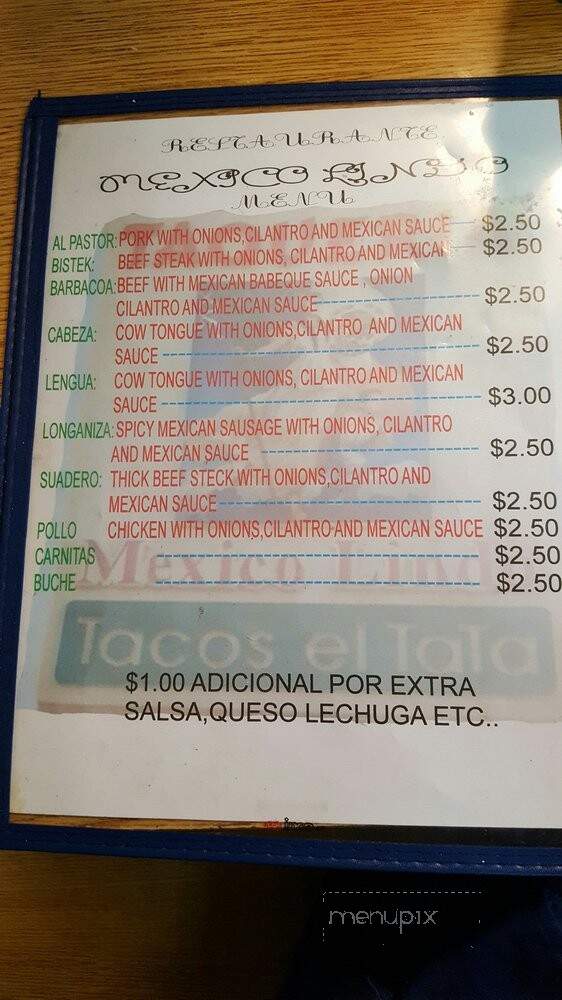 RESTAURANTE
MEXICO LINDO
MENU
AL PASTOR: PORK WITH ONIONS,CILANTRO AND MEXICAN SAUCE $2.50
BISTEK: BEEF STEAK WITH ONIONS, CILANTRO AND MEXICAN $2.50
BARBACOA: BEEF WITH MEXICAN BABEQUE SAUCE , ONION
CILANTRO AND MEXICAN SAUCE $2.50
CABEZA: COW TONGUE WITH ONIONS,CILANTRO AND MEXICAN
SAUCE $2.50
LENGUA: COW TONGUE WITH ONIONS, CILANTRO AND MEXICAN
SAUCE $3.00
LONGANIZA: SPICY MEXICAN SAUSAGE WITH ONIONS, CILANTRO
AND MEXICAN SAUCE $2.50
SUADERO: THICK BEEF STECK WITH ONIONS,CILANTRO AND
MEXICAN SAUCE $2.50
POLLO CHICKEN WITH ONIONS,CILANTRO AND MEXICAN SAUCE $2.50
CARNITAS $2.50
BUCHE $2.50
Mexico Lind
Tacos el TaTa
$1.00 ADICIONAL POR EXTRA
SALSA,QUESO LECHUGA ETC..
menupix